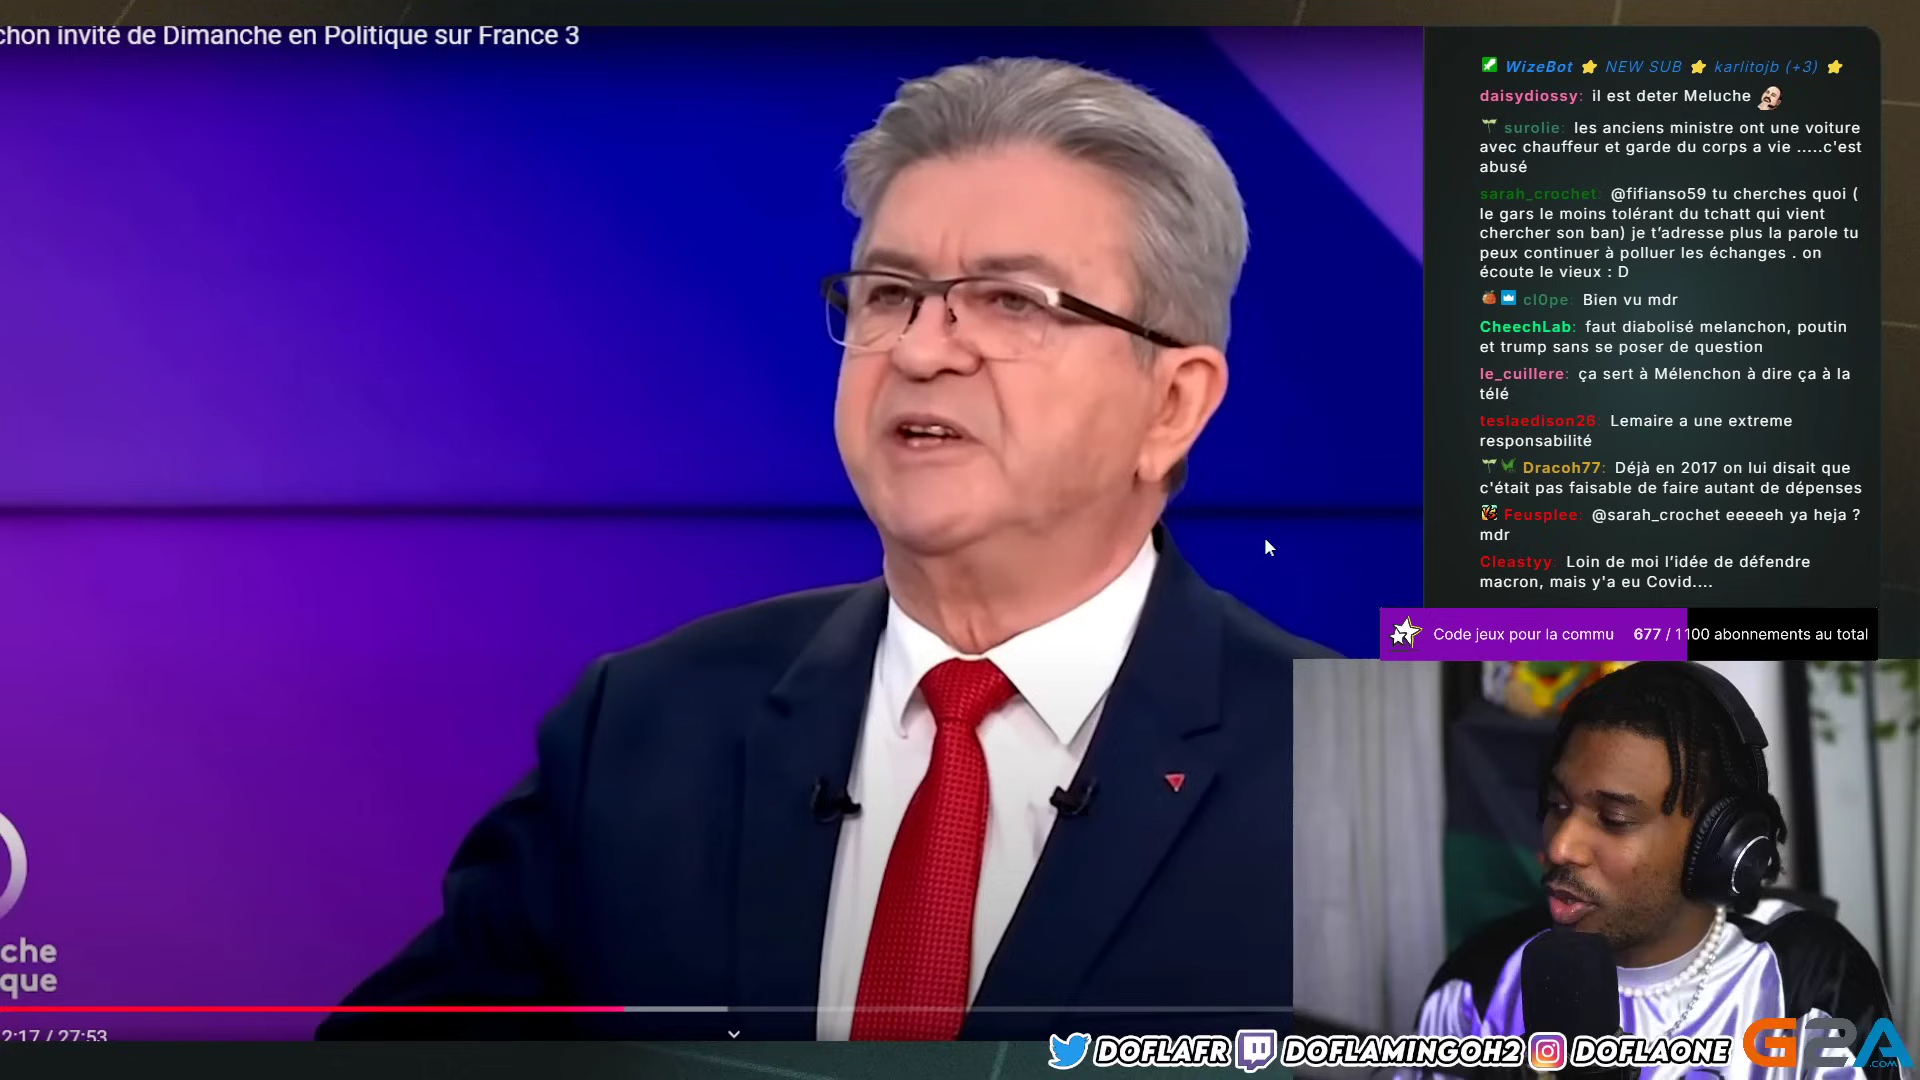 chon invité de Dimanche en Politique sur France 3
WizeBot NEW SUB karlitojb (+3)
daisydiossy: il est deter Meluche
surolie: les anciens ministre ont une voiture
avec chauffeur et garde du corps a vie .....c'est
abusé
sarah_crochet: @fifianso59 tu cherches quoi (
le gars le moins tolérant du tchatt qui vient
chercher son ban) je t'adresse plus la parole tu
peux continuer à polluer les échanges . on
écoute le vieux : D
cl0pe: Bien vu mdr
CheechLab: faut diabolisé melanchon, poutin
et trump sans se poser de question
le_cuillere: ça sert à Mélenchon à dire ça à la
télé
teslaedison26: Lemaire a une extreme
responsabilité
Dracoh77: Déjà en 2017 on lui disait que
c'était pas faisable de faire autant de dépenses
Feusplee: @sarah_crochet eeeeeh ya heja ?
mdr
Cleastyy: Loin de moi l'idée de défendre
macron, mais y'a eu Covid....
Code jeux pour la commu 677 / 1100 abonnements au total
che
que
2:17 / 27:53
DOFLAFR DOFLAMINGOH2 DOFLAONE
G2A
.COM